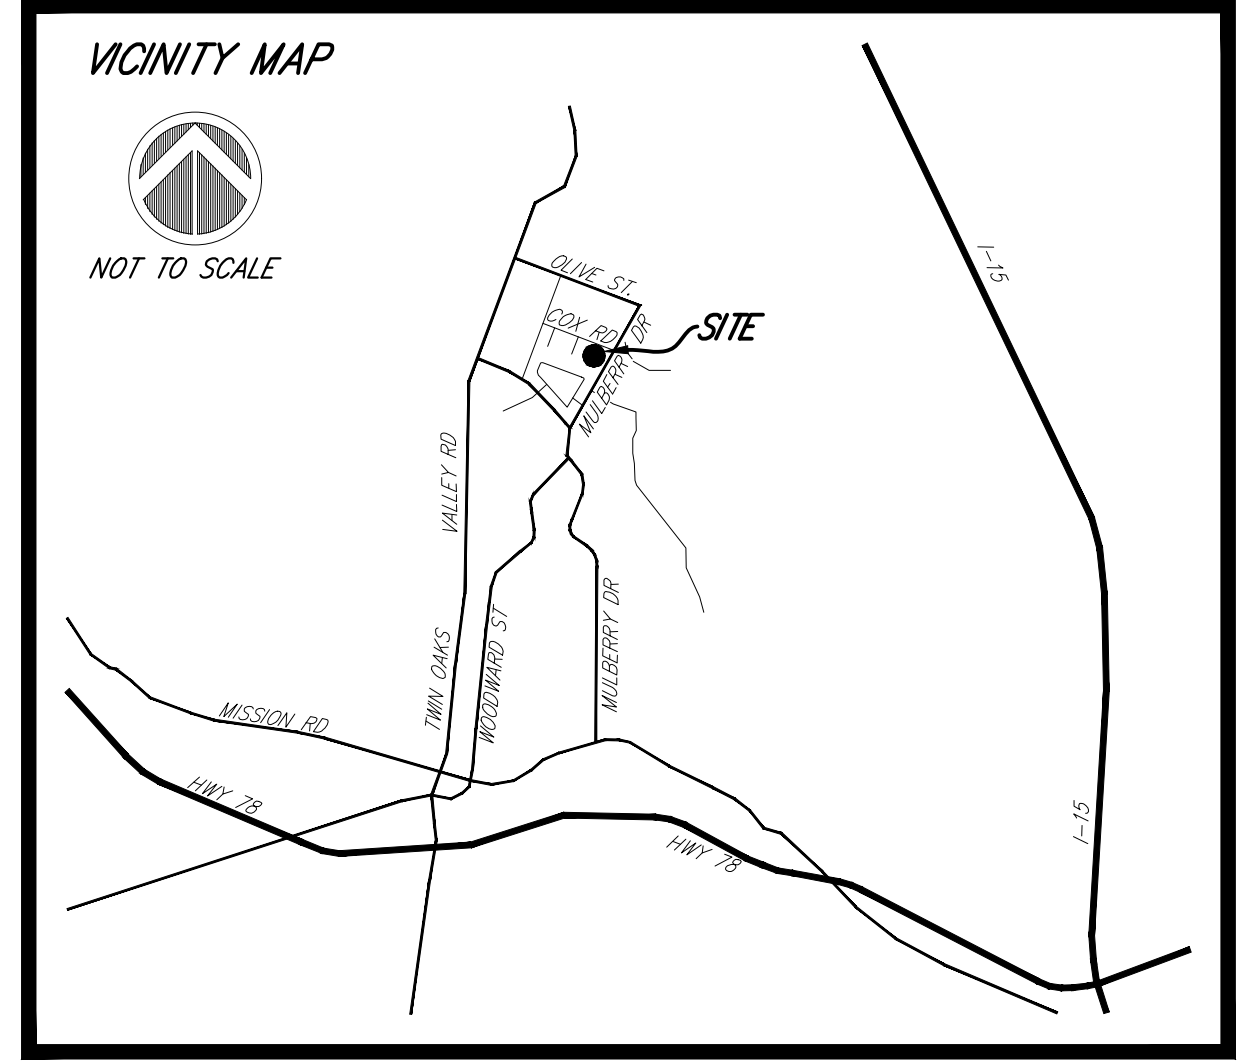 VICINITY MAP
NOT TO SCALE
I-15
OLIVE ST.
COX RD
SITE
MULBERRY DR
VALLEY RD
TWIN OAKS
WOODWARD ST
MULBERRY DR
MISSION RD
HWY 78
HWY 78
I-15